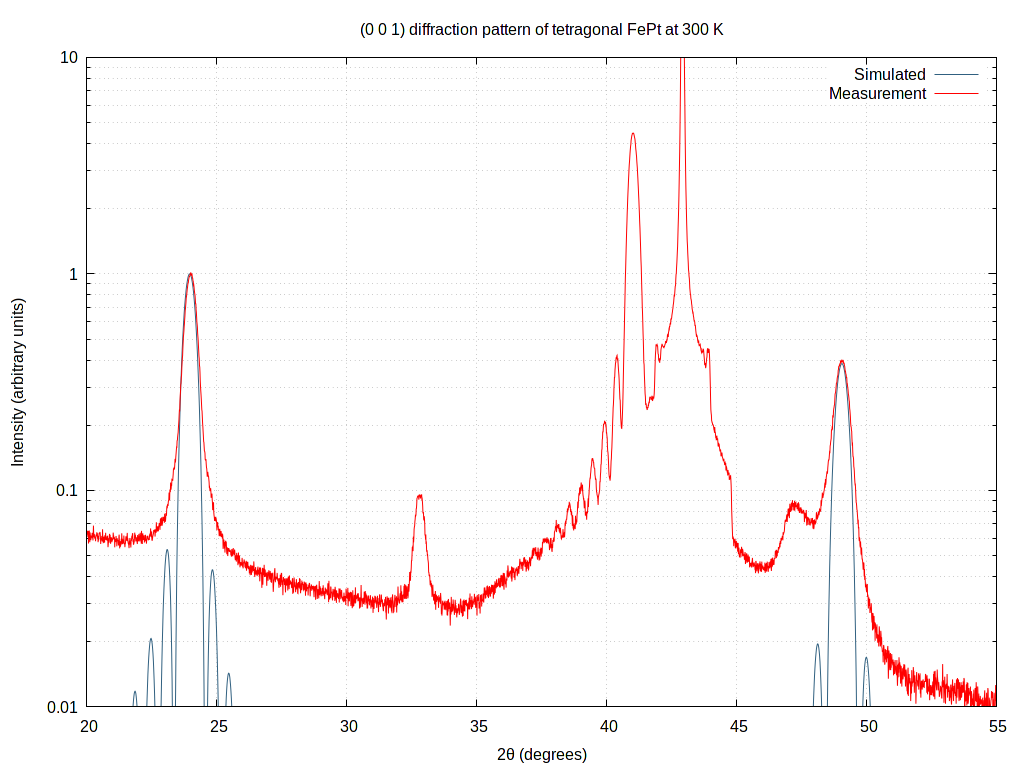 (0 0 1) diffraction pattern of tetragonal FePt at 300 K
Simulated
Measurement
10
1
0.1
0.01
Intensity (arbitrary units)
20 25 30 35 40 45 50 55
2θ (degrees)